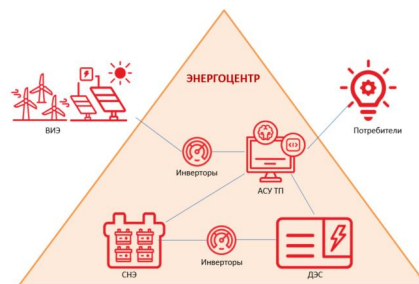 ЭНЕРГОЦЕНТР
ВИЭ
Потребители
Инверторы
АСУ ТП
СНЭ
Инверторы
ДЭС